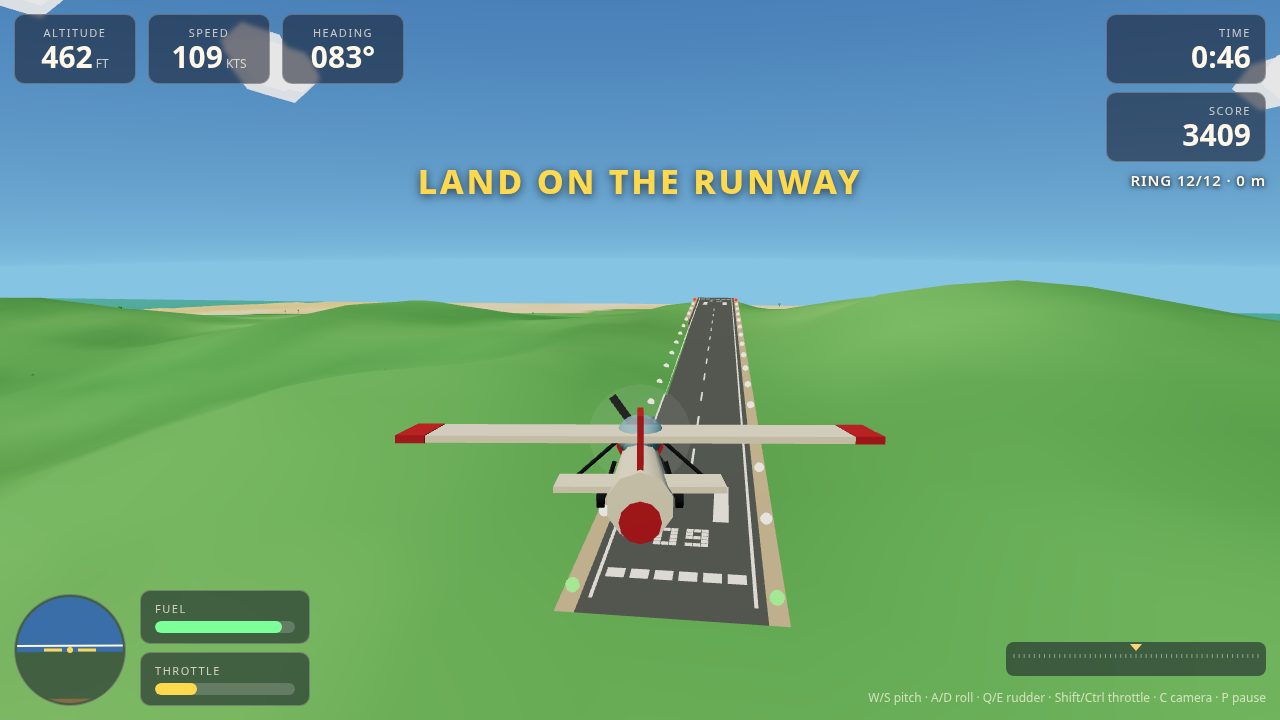 ALTITUDE
462 FT
SPEED
109 KTS
HEADING
083°
TIME
0:46
SCORE
3409
RING 12/12 · 0 m
LAND ON THE RUNWAY
09
FUEL
THROTTLE
W/S pitch · A/D roll · Q/E rudder · Shift/Ctrl throttle · C camera · P pause